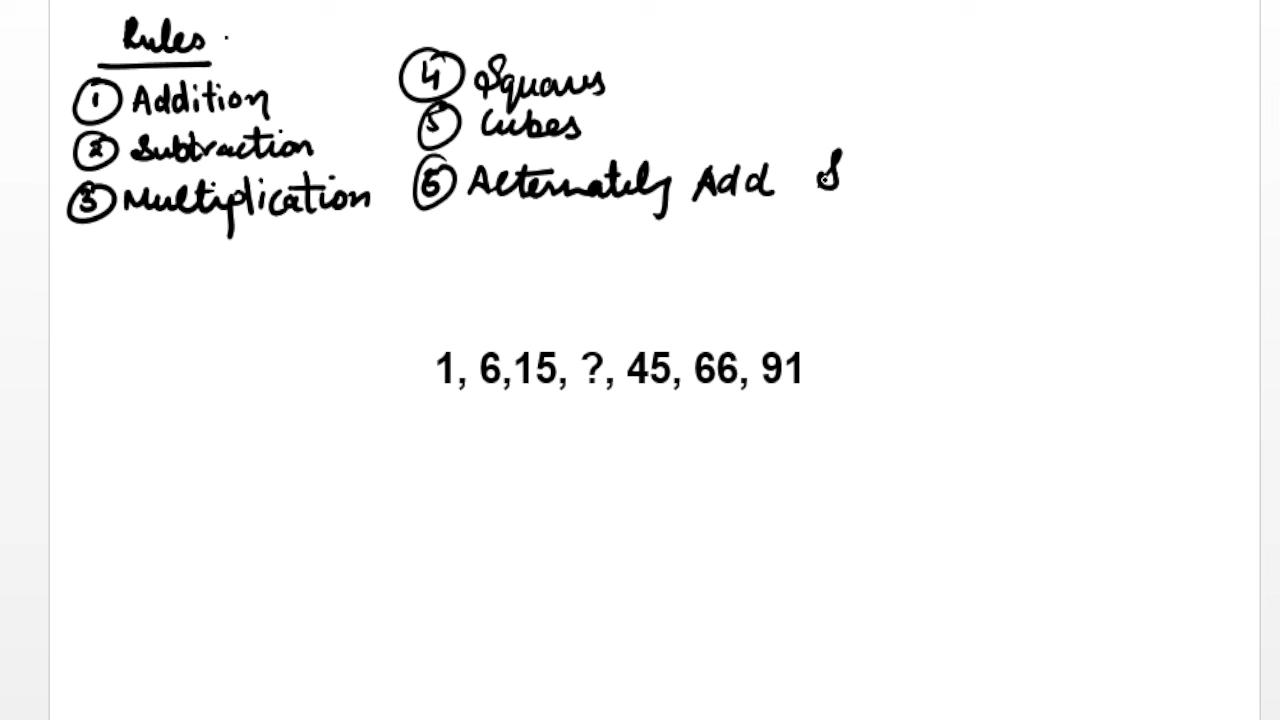 Rules
① Addition
② Subtraction
③ Multiplication
④ Squares
⑤ Cubes
⑥ Alternately Add S
1, 6,15, ?, 45, 66, 91